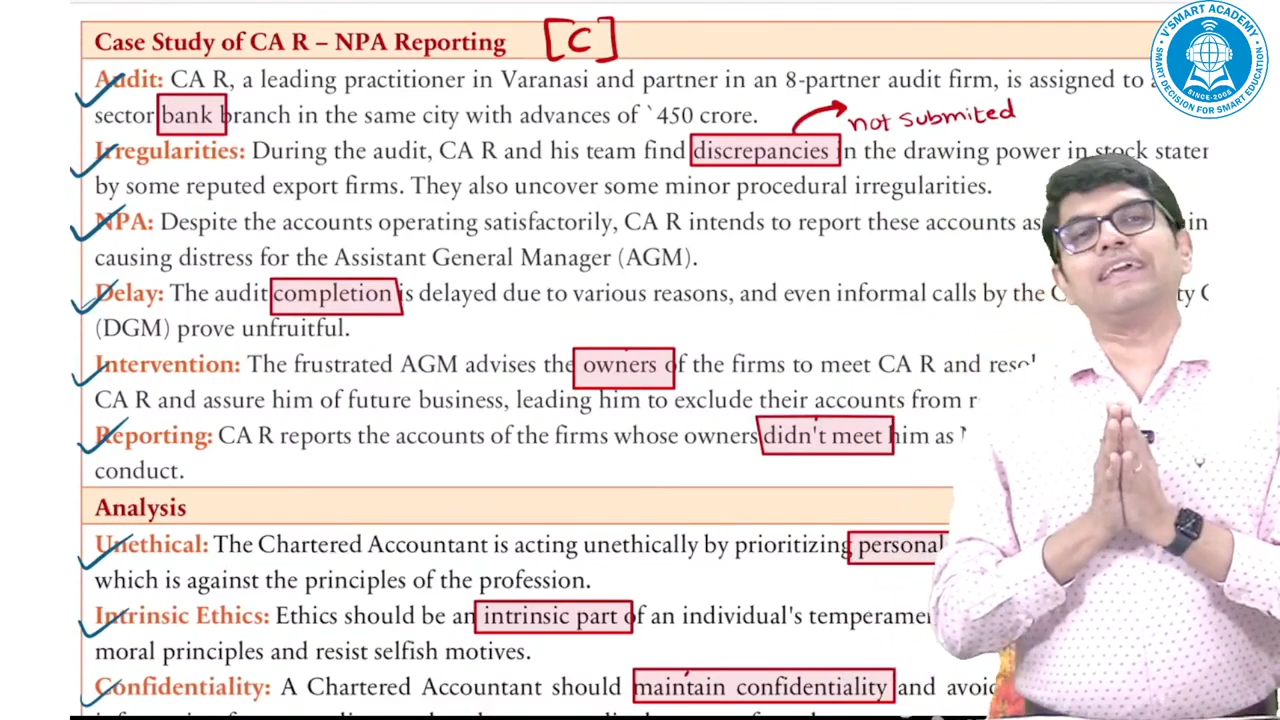 Case Study of CA R – NPA Reporting [C]
Audit: CA R, a leading practitioner in Varanasi and partner in an 8-partner audit firm, is assigned to
sector bank branch in the same city with advances of `450 crore.
not submited
Irregularities: During the audit, CA R and his team find discrepancies in the drawing power in stock
by some reputed export firms. They also uncover some minor procedural irregularities.
NPA: Despite the accounts operating satisfactorily, CA R intends to report these accounts as
causing distress for the Assistant General Manager (AGM).
Delay: The audit completion is delayed due to various reasons, and even informal calls by the
(DGM) prove unfruitful.
Intervention: The frustrated AGM advises the owners of the firms to meet CA R and
CA R and assure him of future business, leading him to exclude their accounts from
Reporting: CA R reports the accounts of the firms whose owners didn't meet him as
conduct.
Analysis
Unethical: The Chartered Accountant is acting unethically by prioritizing personal
which is against the principles of the profession.
Intrinsic Ethics: Ethics should be an intrinsic part of an individual's
moral principles and resist selfish motives.
Confidentiality: A Chartered Accountant should maintain confidentiality and
V'SMART ACADEMY
SMART DECISION FOR SMART EDUCATION
SINCE-2005